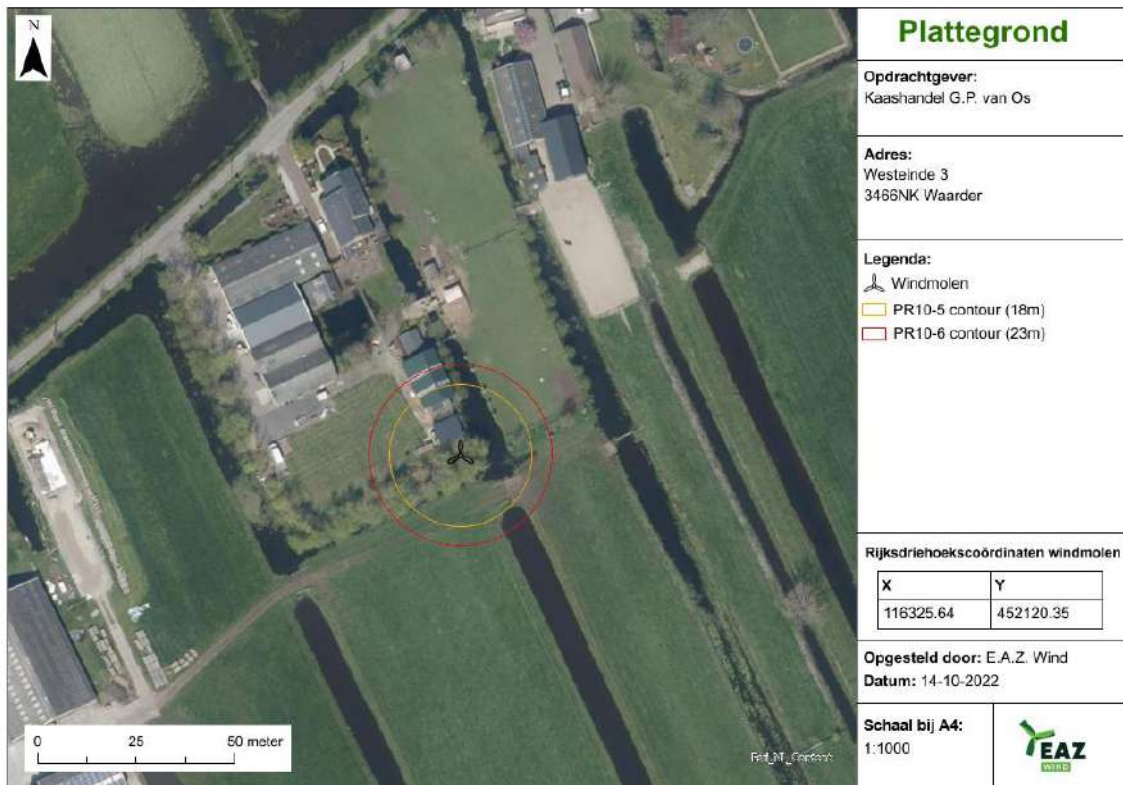 N
Plattegrond
Opdrachtgever:
Kaashandel G.P. van Os
Adres:
Westeinde 3
3466NK Waarder
Legenda:
Windmolen
PR10-5 contour (18m)
PR10-6 contour (23m)
Rijksdriehoekscoördinaten windmolen
X Y
116325.64 452120.35
Opgesteld door: E.A.Z. Wind
Datum: 14-10-2022
Schaal bij A4:
1:1000
EAZ
WIND
0 25 50 meter